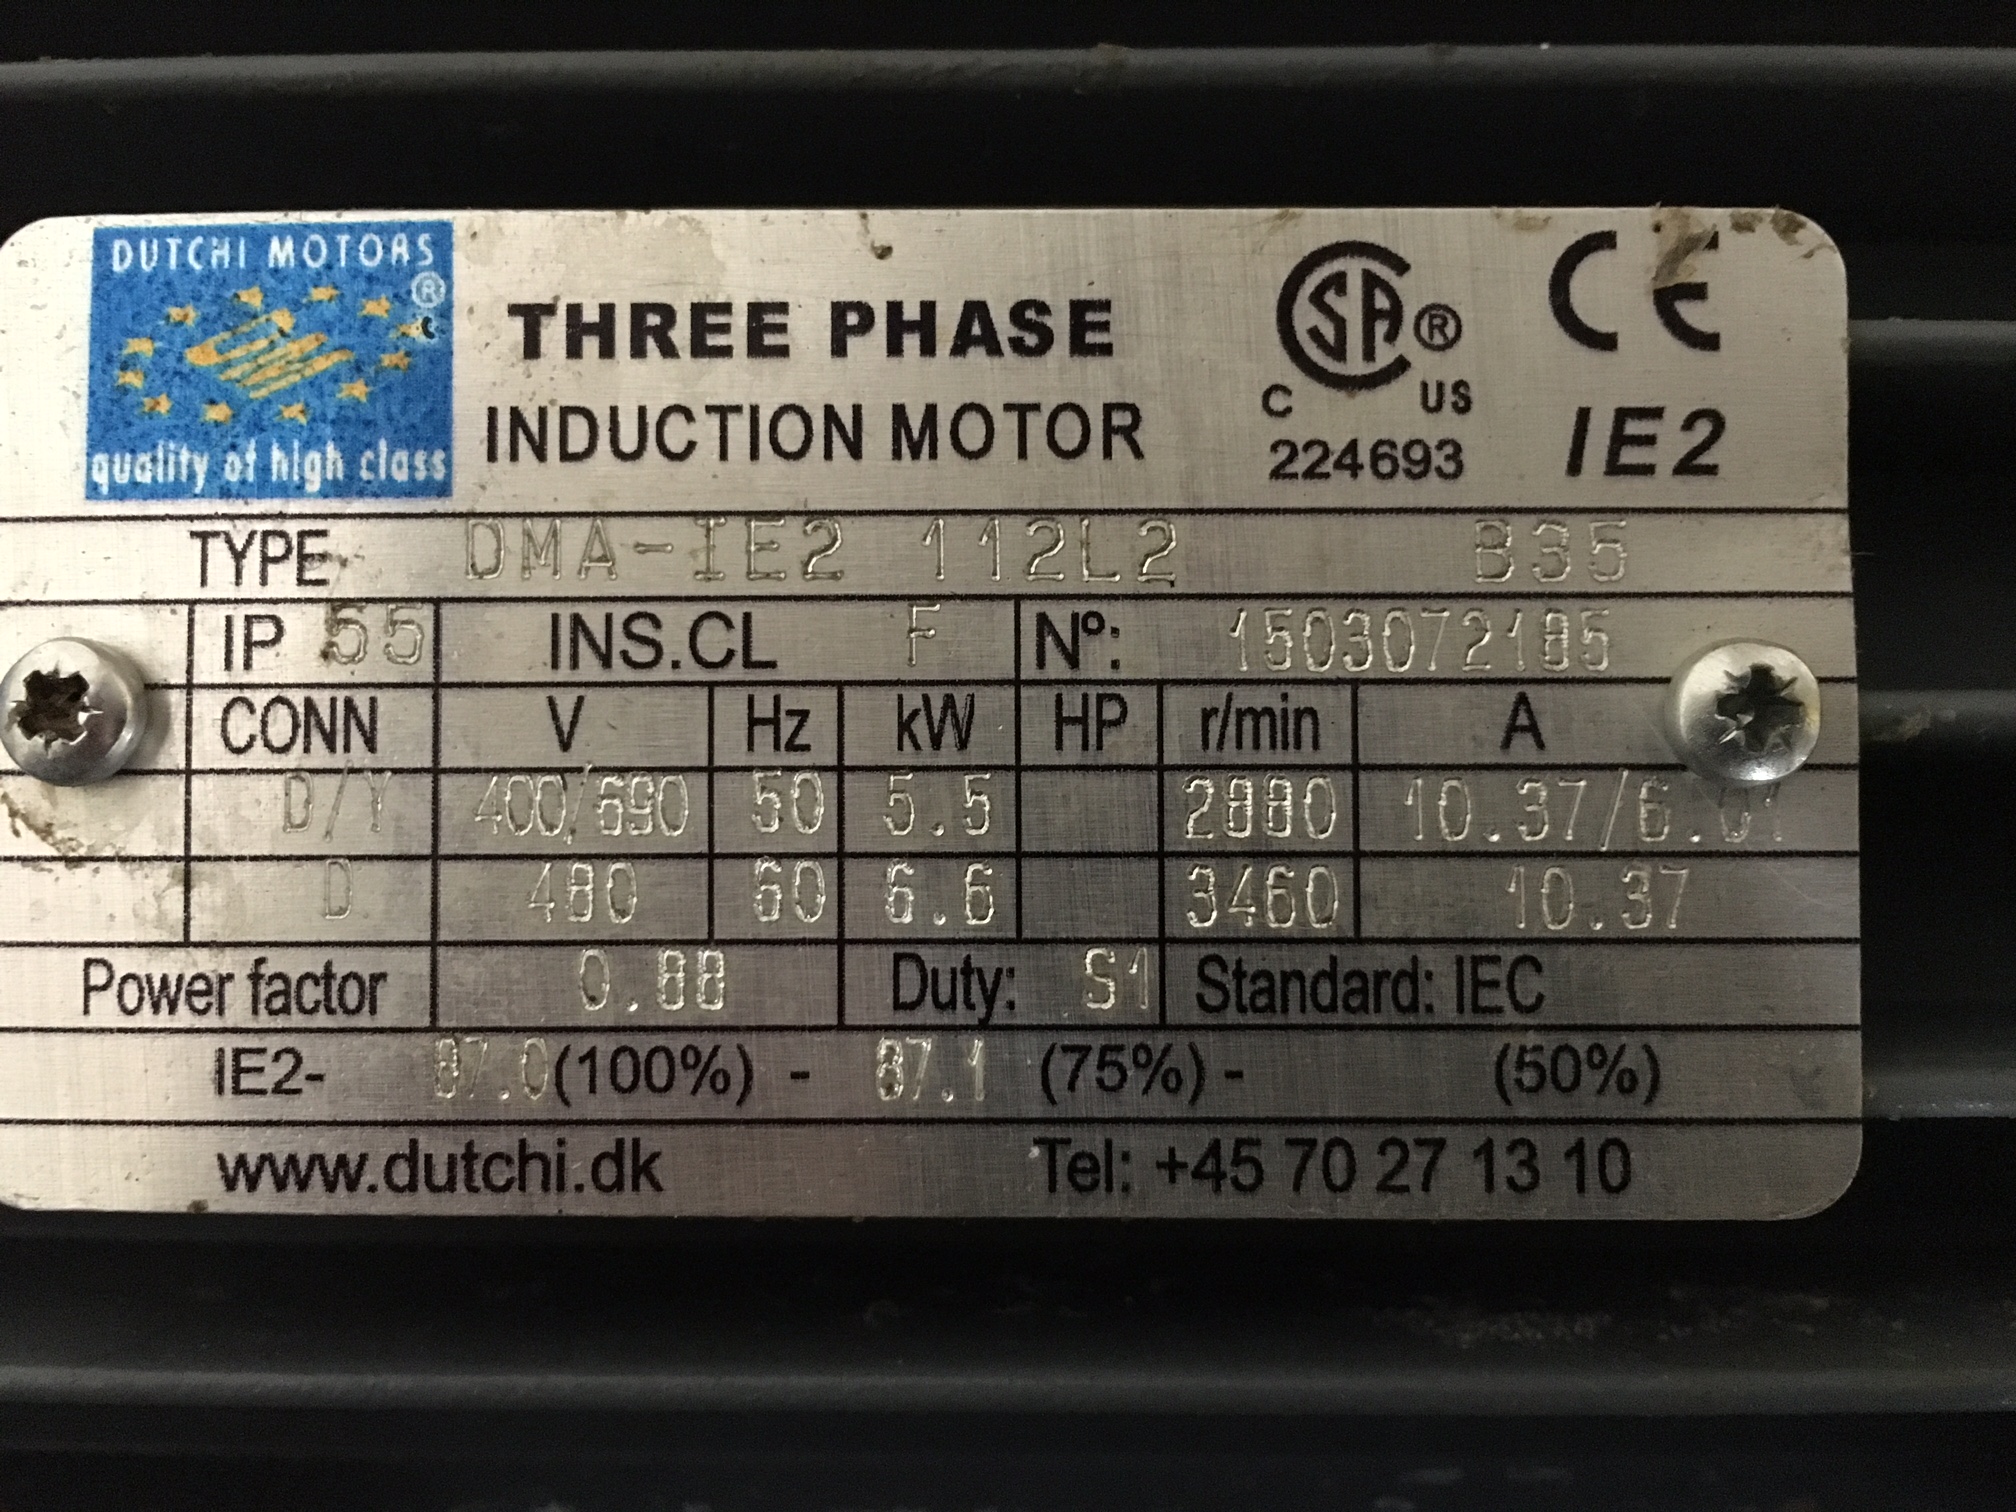 DUTCHI MOTORS
®
quality of high class
THREE PHASE
INDUCTION MOTOR
CSA ®
C US
224693
CE
IE2
TYPE DMA-IE2 112L2 B35
IP 55 INS.CL F Nº: 1503072185
CONN V Hz kW HP r/min A
D/Y 400/690 50 5.5 2880 10.37/6.01
D 480 60 6.6 3460 10.37
Power factor 0.88 Duty: S1 Standard: IEC
IE2- 87.0 (100%) - 87.1 (75%) - (50%)
www.dutchi.dk Tel: +45 70 27 13 10